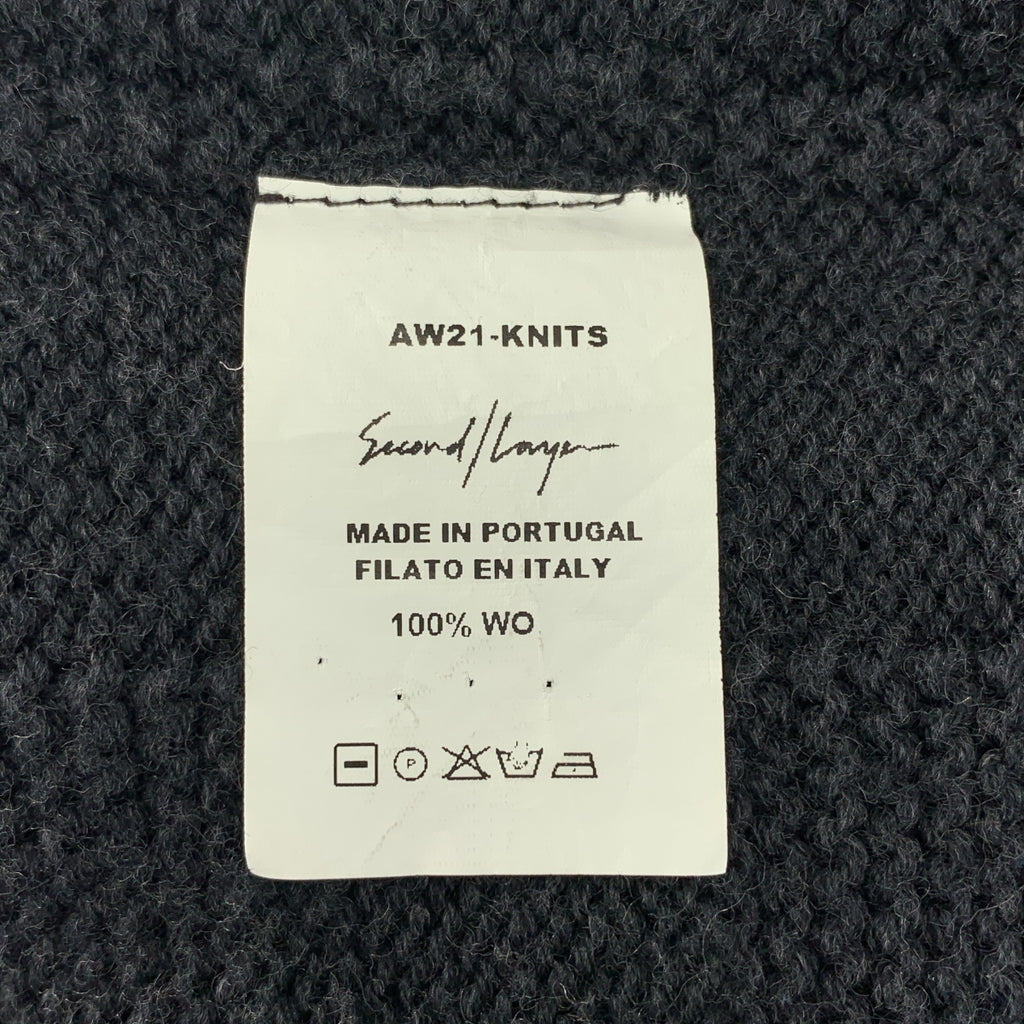 AW21-KNITS
Second/Layer
MADE IN PORTUGAL
FILATO EN ITALY
100% WO
P